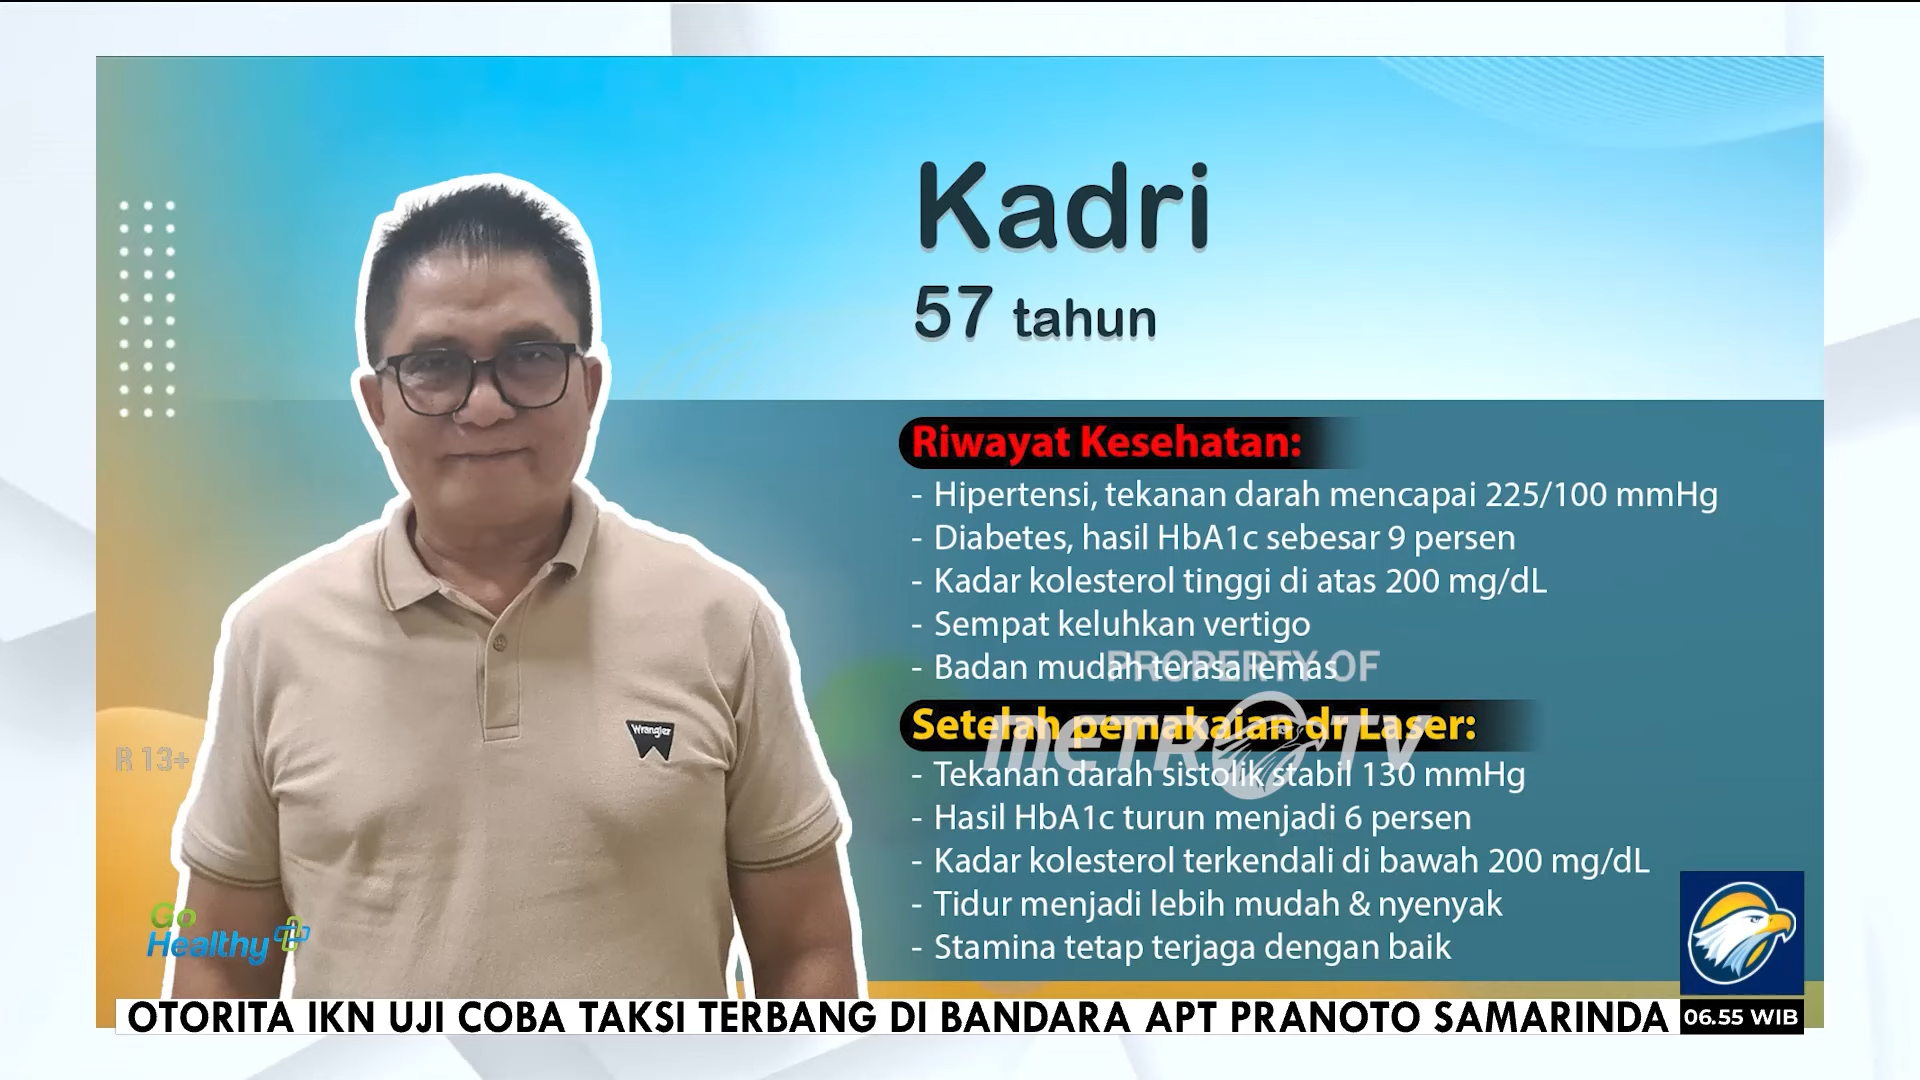 Kadri
57 tahun
Riwayat Kesehatan:
- Hipertensi, tekanan darah mencapai 225/100 mmHg
- Diabetes, hasil HbA1c sebesar 9 persen
- Kadar kolesterol tinggi di atas 200 mg/dL
- Sempat keluhkan vertigo
- Badan mudah terasa lemas
PROPERTY OF
METRO TV
Setelah pemakaian dr Laser:
- Tekanan darah sistolik stabil 130 mmHg
- Hasil HbA1c turun menjadi 6 persen
- Kadar kolesterol terkendali di bawah 200 mg/dL
- Tidur menjadi lebih mudah & nyenyak
- Stamina tetap terjaga dengan baik
Wrangler
R 13+
Go
Healthy
OTORITA IKN UJI COBA TAKSI TERBANG DI BANDARA APT PRANOTO SAMARINDA
06.55 WIB